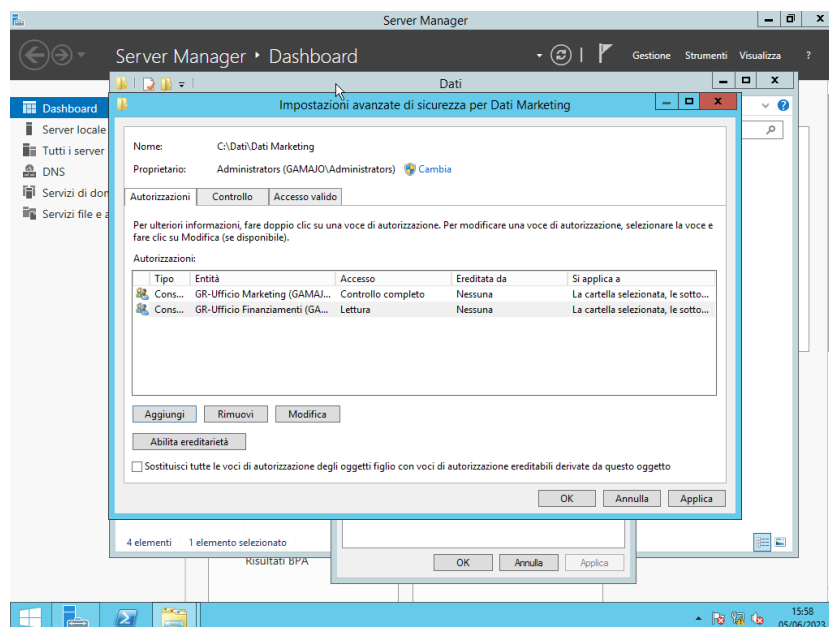 Server Manager
Server Manager • Dashboard
Gestione Strumenti Visualizza ?
Dati
Impostazioni avanzate di sicurezza per Dati Marketing
Dashboard
Server locale
Tutti i server
DNS
Servizi di don
Servizi file e a
Nome: C:\Dati\Dati Marketing
Proprietario: Administrators (GAMAJO\Administrators) Cambia
Autorizzazioni Controllo Accesso valido
Per ulteriori informazioni, fare doppio clic su una voce di autorizzazione. Per modificare una voce di autorizzazione, selezionare la voce e
fare clic su Modifica (se disponibile).
Autorizzazioni:
Tipo Entità Accesso Ereditata da Si applica a
Cons... GR-Ufficio Marketing (GAMAJ... Controllo completo Nessuna La cartella selezionata, le sotto...
Cons... GR-Ufficio Finanziamenti (GA... Lettura Nessuna La cartella selezionata, le sotto...
Aggiungi Rimuovi Modifica
Abilita ereditarietà
Sostituisci tutte le voci di autorizzazione degli oggetti figlio con voci di autorizzazione ereditabili derivate da questo oggetto
OK Annulla Applica
4 elementi 1 elemento selezionato
Risultati BPA
OK Annulla Applica
15:58
05/06/2023